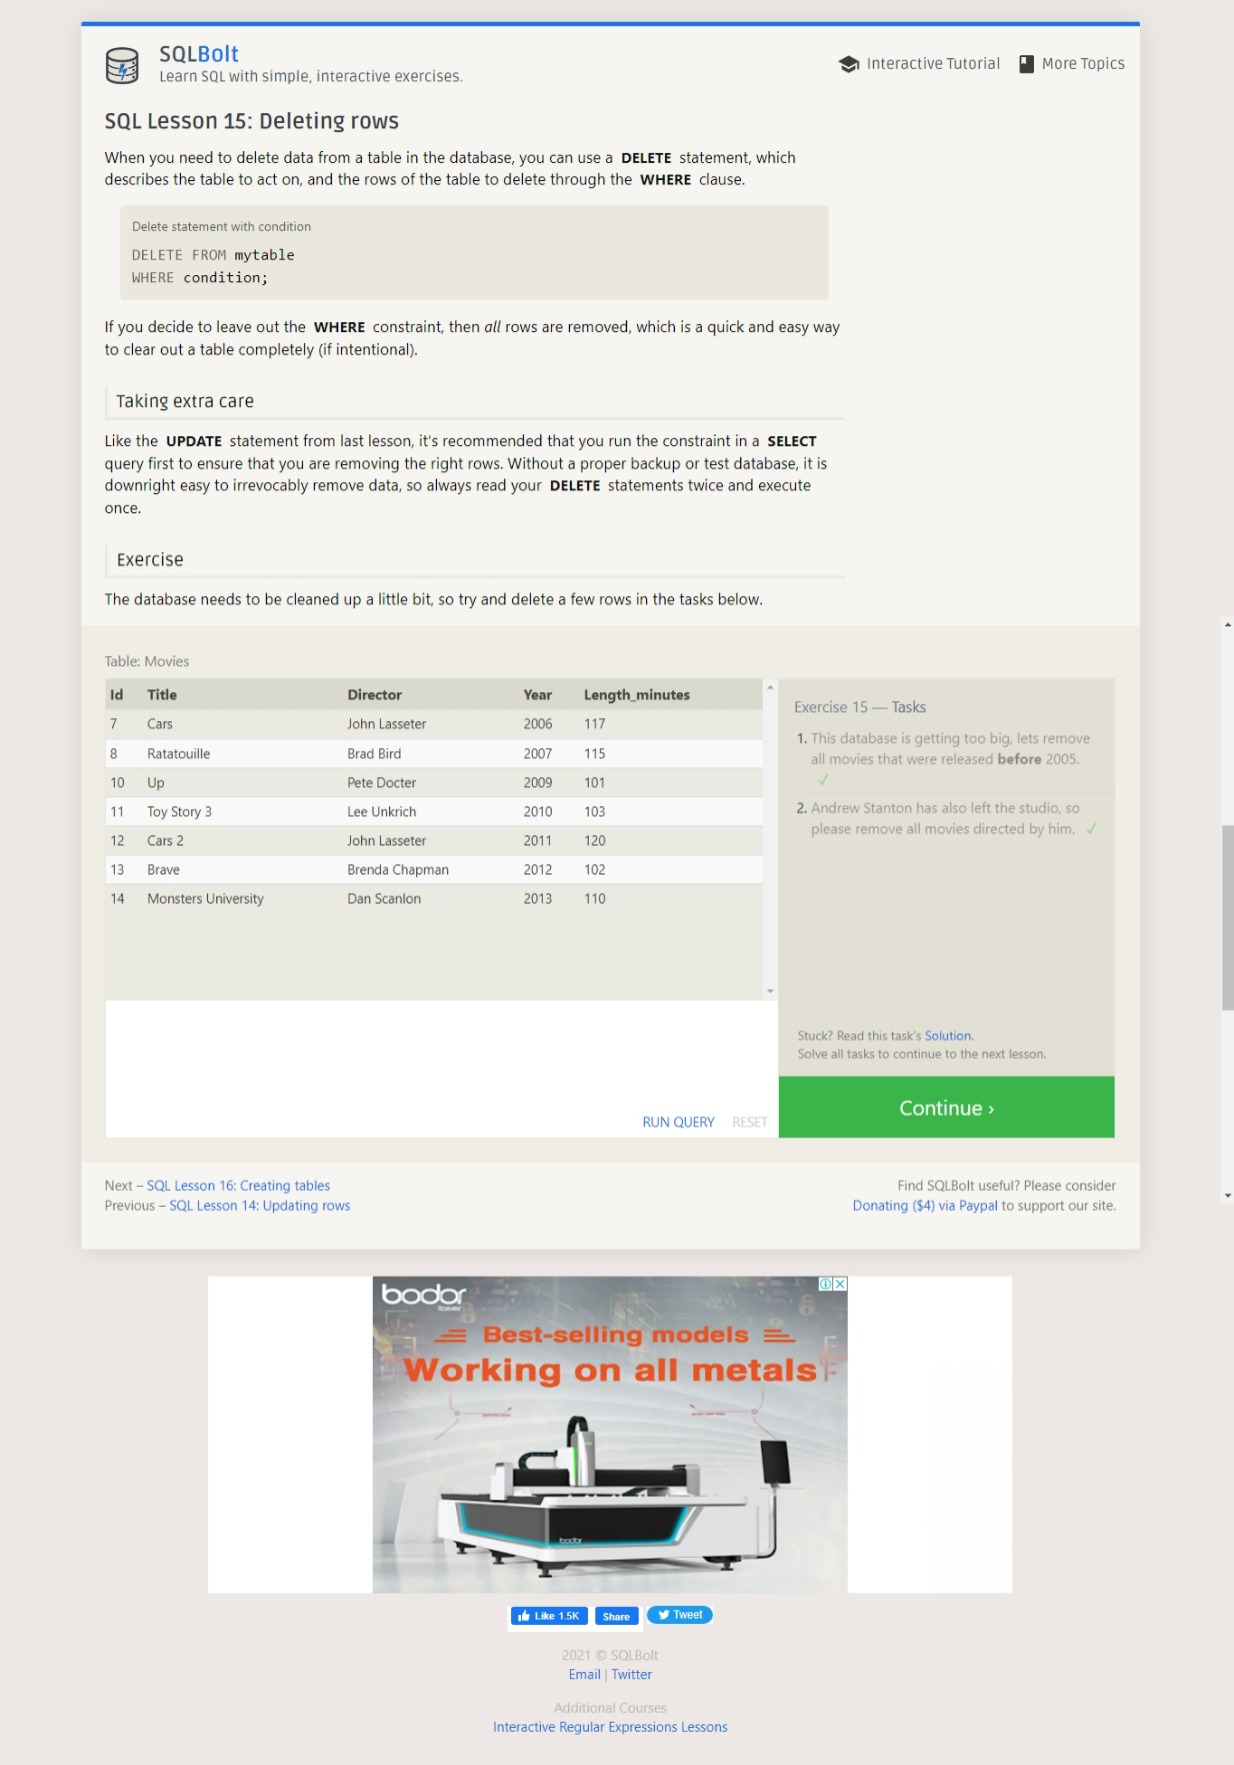 SQLBolt
Learn SQL with simple, interactive exercises.
Interactive Tutorial
More Topics
SQL Lesson 15: Deleting rows
When you need to delete data from a table in the database, you can use a DELETE statement, which
describes the table to act on, and the rows of the table to delete through the WHERE clause.
Delete statement with condition
DELETE FROM mytable
WHERE condition;
If you decide to leave out the WHERE constraint, then all rows are removed, which is a quick and easy way
to clear out a table completely (if intentional).
Taking extra care
Like the UPDATE statement from last lesson, it's recommended that you run the constraint in a SELECT
query first to ensure that you are removing the right rows. Without a proper backup or test database, it is
downright easy to irrevocably remove data, so always read your DELETE statements twice and execute
once.
Exercise
The database needs to be cleaned up a little bit, so try and delete a few rows in the tasks below.
Table: Movies
Id Title Director Year Length_minutes
7 Cars John Lasseter 2006 117
8 Ratatouille Brad Bird 2007 115
10 Up Pete Docter 2009 101
11 Toy Story 3 Lee Unkrich 2010 103
12 Cars 2 John Lasseter 2011 120
13 Brave Brenda Chapman 2012 102
14 Monsters University Dan Scanlon 2013 110
RUN QUERY RESET
Exercise 15 — Tasks
1. This database is getting too big, lets remove
all movies that were released before 2005.
✓
2. Andrew Stanton has also left the studio, so
please remove all movies directed by him. ✓
Stuck? Read this task's Solution.
Solve all tasks to continue to the next lesson.
Continue ›
Next – SQL Lesson 16: Creating tables
Previous – SQL Lesson 14: Updating rows
Find SQLBolt useful? Please consider
Donating ($4) via Paypal to support our site.
bodor
laser
Best-selling models
Working on all metals
bodor
Like 1.5K
Share
Tweet
2021 © SQLBolt
Email | Twitter
Additional Courses
Interactive Regular Expressions Lessons